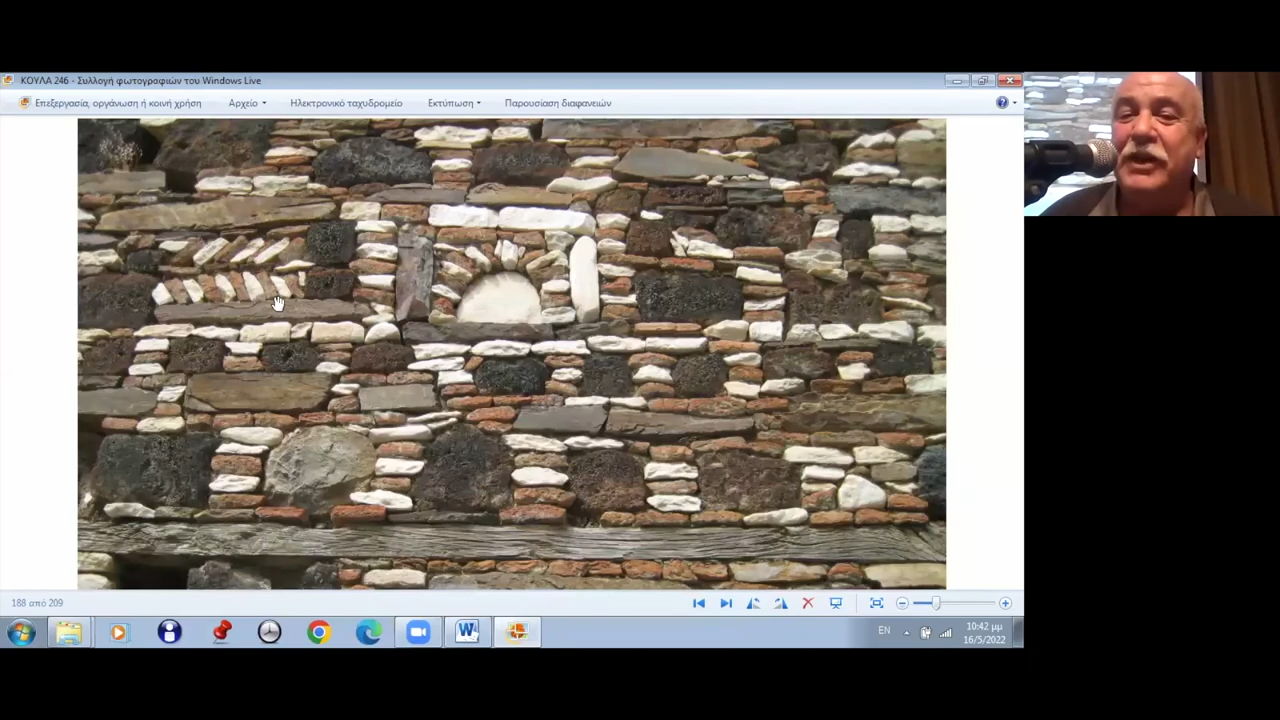 ΚΟΥΛΑ 246 - Συλλογή φωτογραφιών του Windows Live
Επεξεργασία, οργάνωση ή κοινή χρήση Αρχείο Ηλεκτρονικό ταχυδρομείο Εκτύπωση Παρουσίαση διαφανειών
188 από 209
EN
10:42 μμ
16/5/2022